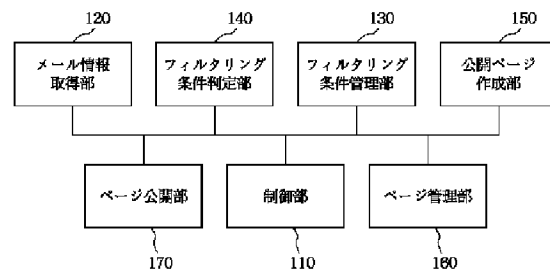 120
140
130
150
メール情報
取得部
フィルタリング
条件判定部
フィルタリング
条件管理部
公開ページ
作成部
ページ公開部
制御部
ページ管理部
170
110
160